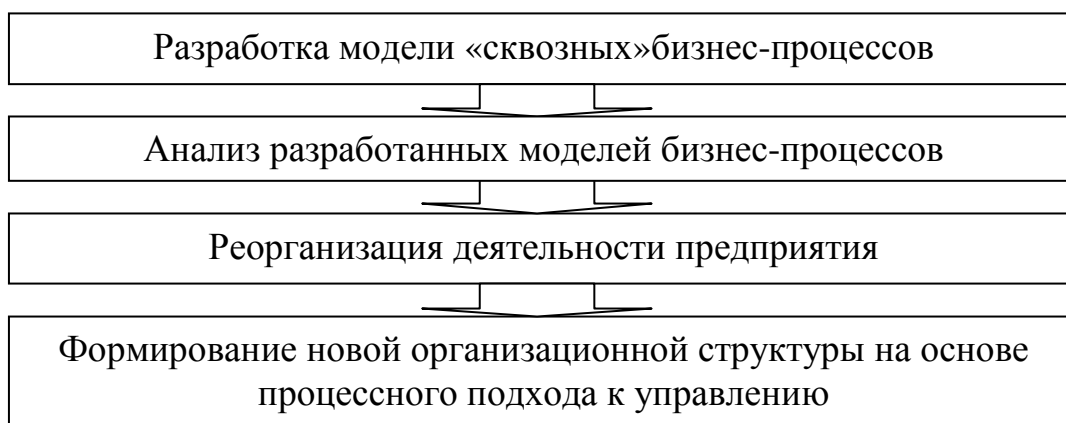 Разработка модели «сквозных»бизнес-процессов
Анализ разработанных моделей бизнес-процессов
Реорганизация деятельности предприятия
Формирование новой организационной структуры на основе
процессного подхода к управлению